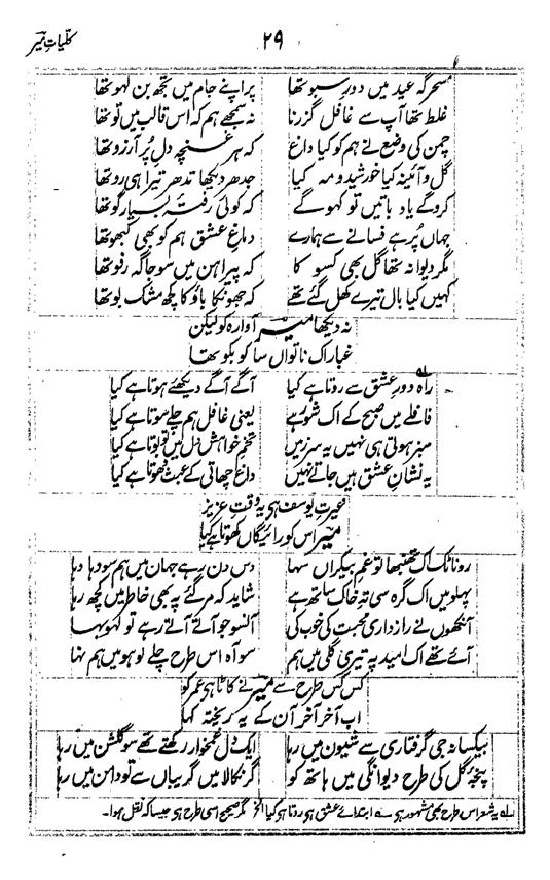 ۲۹ کلیاتِ میر
سحر گہ عید میں دورِ سبو تھا پر اپنے جام میں تجھ بن لہو تھا
غلط تھا آپ سے غافل گزرنا نہ سمجھے ہم کہ اس قالب میں تو تھا
چمن کی وضع نے ہم کو کیا داغ کہ ہر غنچہ دلِ پُر آرزو تھا
گل و آئینہ کیا خورشید و مہ کیا جدھر دیکھا تدھر تیرا ہی رو تھا
کروگے یاد باتیں تو کہوگے کہ کوئی رفتۂ بسیار گو تھا
جہاں پُر ہے فسانے سے ہمارے دماغِ عشق ہم کو بھی کبھو تھا
مگر دیوانہ تھا گل بھی کسو کا کہ پیراہن میں سو جاگہ رفو تھا
کہیں کیا بال تیرے کھل گئے تھے کہ جھونکا باؤ کا کچھ مشک بو تھا
نہ دیکھا میر آوارہ کو لیکن
غبار اک ناتواں سا کو بکو تھا
راہِ دورِ عشق سے روتا ہے کیا آگے آگے دیکھئے ہوتا ہے کیا
قافلے میں صبح کے اک شور ہے یعنی غافل ہم چلے سوتا ہے کیا
سبز ہوتی ہی نہیں یہ سرزمیں تخمِ خواہش دل میں تو بوتا ہے کیا
یہ نشانِ عشق ہیں جاتے نہیں داغ چھاتی کے عبث دھوتا ہے کیا
غیرتِ یوسف ہے یہ وقتِ عزیز
میر اس کو رائیگاں کھوتا ہے کیا
رونا ٹک اک تھنبھا تو غمِ بیکراں سہا دس دن رہے جہان میں ہم سو دہا دہا
پہلو میں اک گرہ سی تہِ خاک ساتھ ہے شاید کہ مر گئے پہ بھی خاطر میں کچھ رہا
آنکھوں نے راز داری محبت کی خوب کی آنسو جو آتے آتے رہے تو لہو بہا
آئے تھے اک امید پہ تیری گلی میں ہم سو آہ اس طرح چلے لوہو میں ہم نہا
کس کس طرح سے میر نے کاٹا ہے عمر کو
اب آخر آخر آن کے یہ ریختہ کہا
بیکسانہ جی گرفتاری سے شیون میں رہا ایک دل غمخوار رکھتے تھے سو گلشن میں رہا
پنجۂ گل کی طرح دیوانگی میں ہاتھ کو گر نکالا میں گریباں سے تو دامن میں رہا
لہ یہ شعر اس طرح بھی مشہور ہے ابتدائے عشق ہے روتا ہے کیا الخ مگر صحیح اسی طرح ہے جیسا کہ نقل ہوا۔